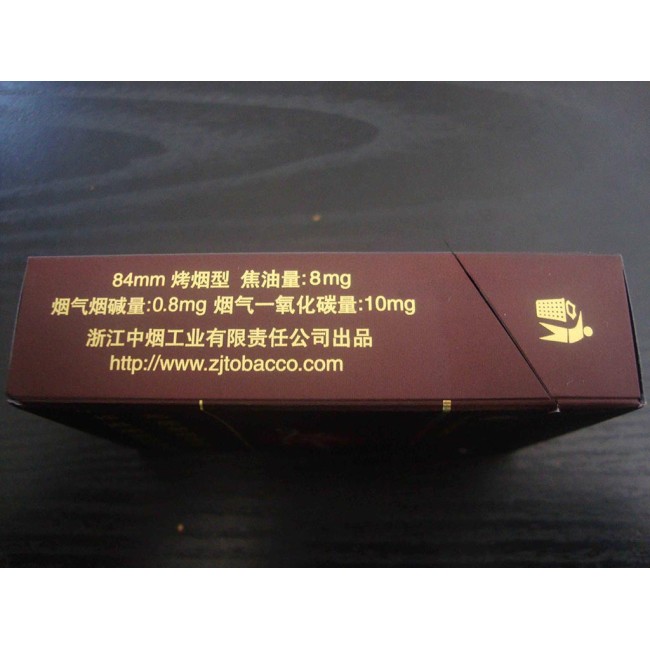 84mm 烤烟型 焦油量:8mg
烟气烟碱量:0.8mg 烟气一氧化碳量:10mg
浙江中烟工业有限责任公司出品
http://www.zjtobacco.com